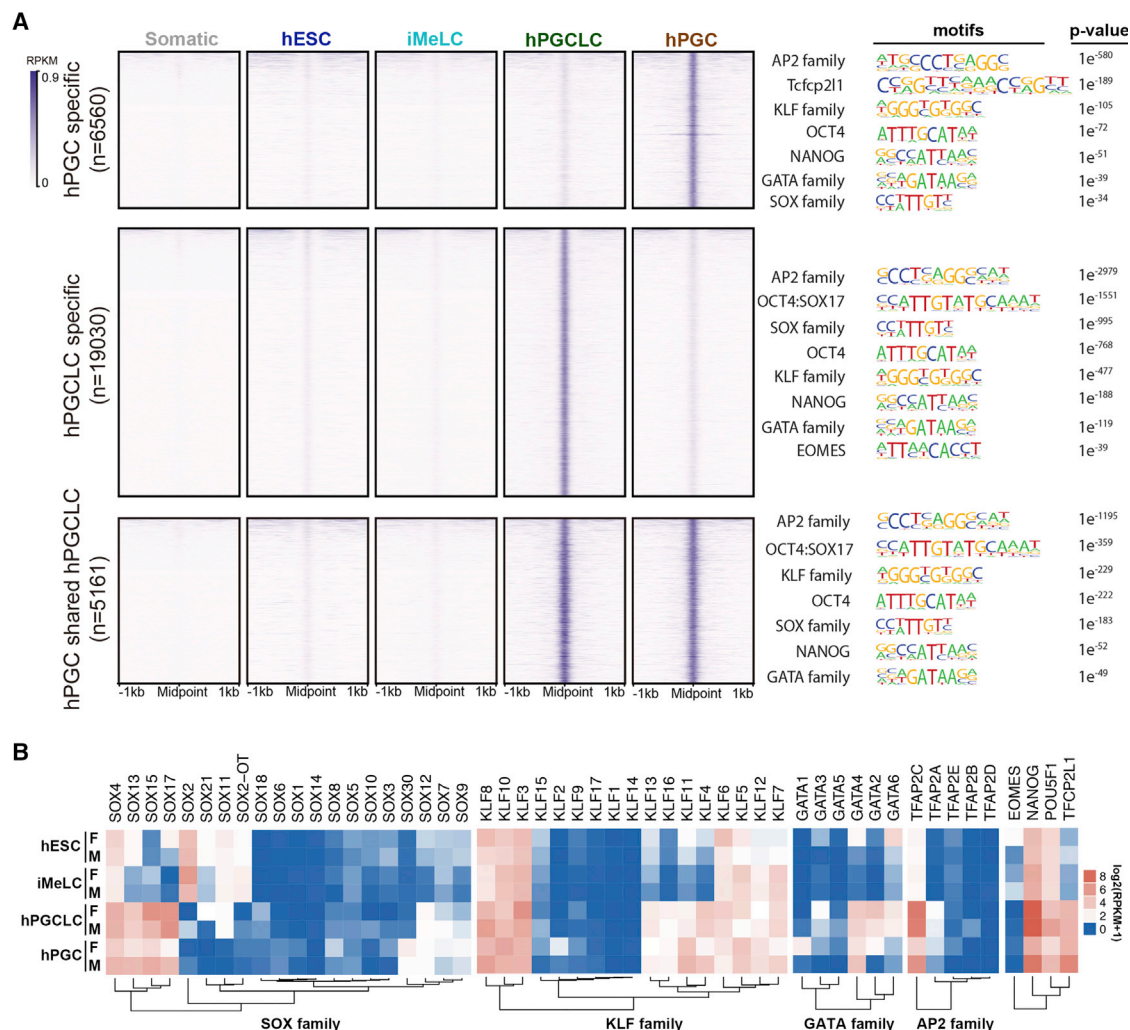 A
Somatic hESC iMeLC hPGCLC hPGC
motifs p-value
RPKM
0.9
0
hPGC specific
(n=6560)
AP2 family ATGCCCTGAGGC 1e-580
Tcfcp2l1 1e-189
KLF family 1e-105
OCT4 ATTTGCATAA 1e-72
NANOG 1e-51
GATA family 1e-39
SOX family 1e-34
hPGCLC specific
(n=19030)
AP2 family 1e-2979
OCT4:SOX17 1e-1551
SOX family 1e-995
OCT4 1e-768
KLF family 1e-477
NANOG 1e-188
GATA family 1e-119
EOMES 1e-39
hPGC shared hPGCLC
(n=5161)
AP2 family 1e-1195
OCT4:SOX17 1e-359
KLF family 1e-229
OCT4 1e-222
SOX family 1e-183
NANOG 1e-52
GATA family 1e-49
-1kb Midpoint 1kb -1kb Midpoint 1kb -1kb Midpoint 1kb -1kb Midpoint 1kb -1kb Midpoint 1kb
B
SOX4 SOX13 SOX15 SOX17 SOX2 SOX21 SOX11 SOX2-OT SOX18 SOX6 SOX1 SOX14 SOX8 SOX5 SOX10 SOX3 SOX30 SOX12 SOX7 SOX9
KLF8 KLF10 KLF3 KLF15 KLF2 KLF9 KLF17 KLF1 KLF14 KLF13 KLF16 KLF11 KLF4 KLF6 KLF5 KLF12 KLF7
GATA1 GATA3 GATA5 GATA4 GATA2 GATA6
TFAP2C TFAP2A TFAP2E TFAP2B TFAP2D
EOMES NANOG POU5F1 TFCP2L1
hESC F
M
iMeLC F
M
hPGCLC F
M
hPGC F
M
8
6
4
2
0
log2(RPKM+1)
SOX family KLF family GATA family AP2 family